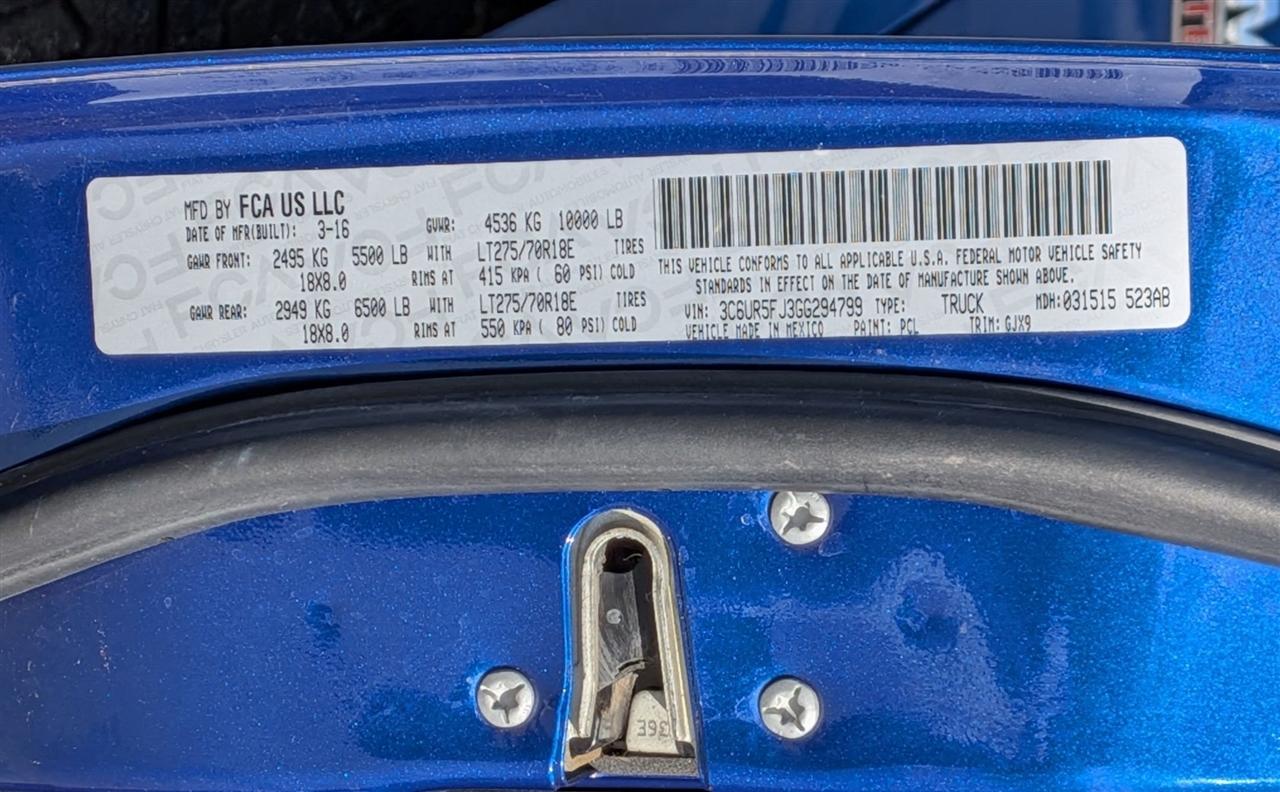 MFD BY FCA US LLC
DATE OF MFR(BUILT): 3-16 GVWR: 4536 KG 10000 LB
GAWR FRONT: 2495 KG 5500 LB WITH LT275/70R18E TIRES
18X8.0 RIMS AT 415 KPA ( 60 PSI) COLD
GAWR REAR: 2949 KG 6500 LB WITH LT275/70R18E TIRES
18X8.0 RIMS AT 550 KPA ( 80 PSI) COLD
THIS VEHICLE CONFORMS TO ALL APPLICABLE U.S.A. FEDERAL MOTOR VEHICLE SAFETY
STANDARDS IN EFFECT ON THE DATE OF MANUFACTURE SHOWN ABOVE.
VIN: 3C6UR5FJ3GG294799 TYPE: TRUCK MDH: 031515 523AB
VEHICLE MADE IN MEXICO PAINT: PCL TRIM: GJX9
36E